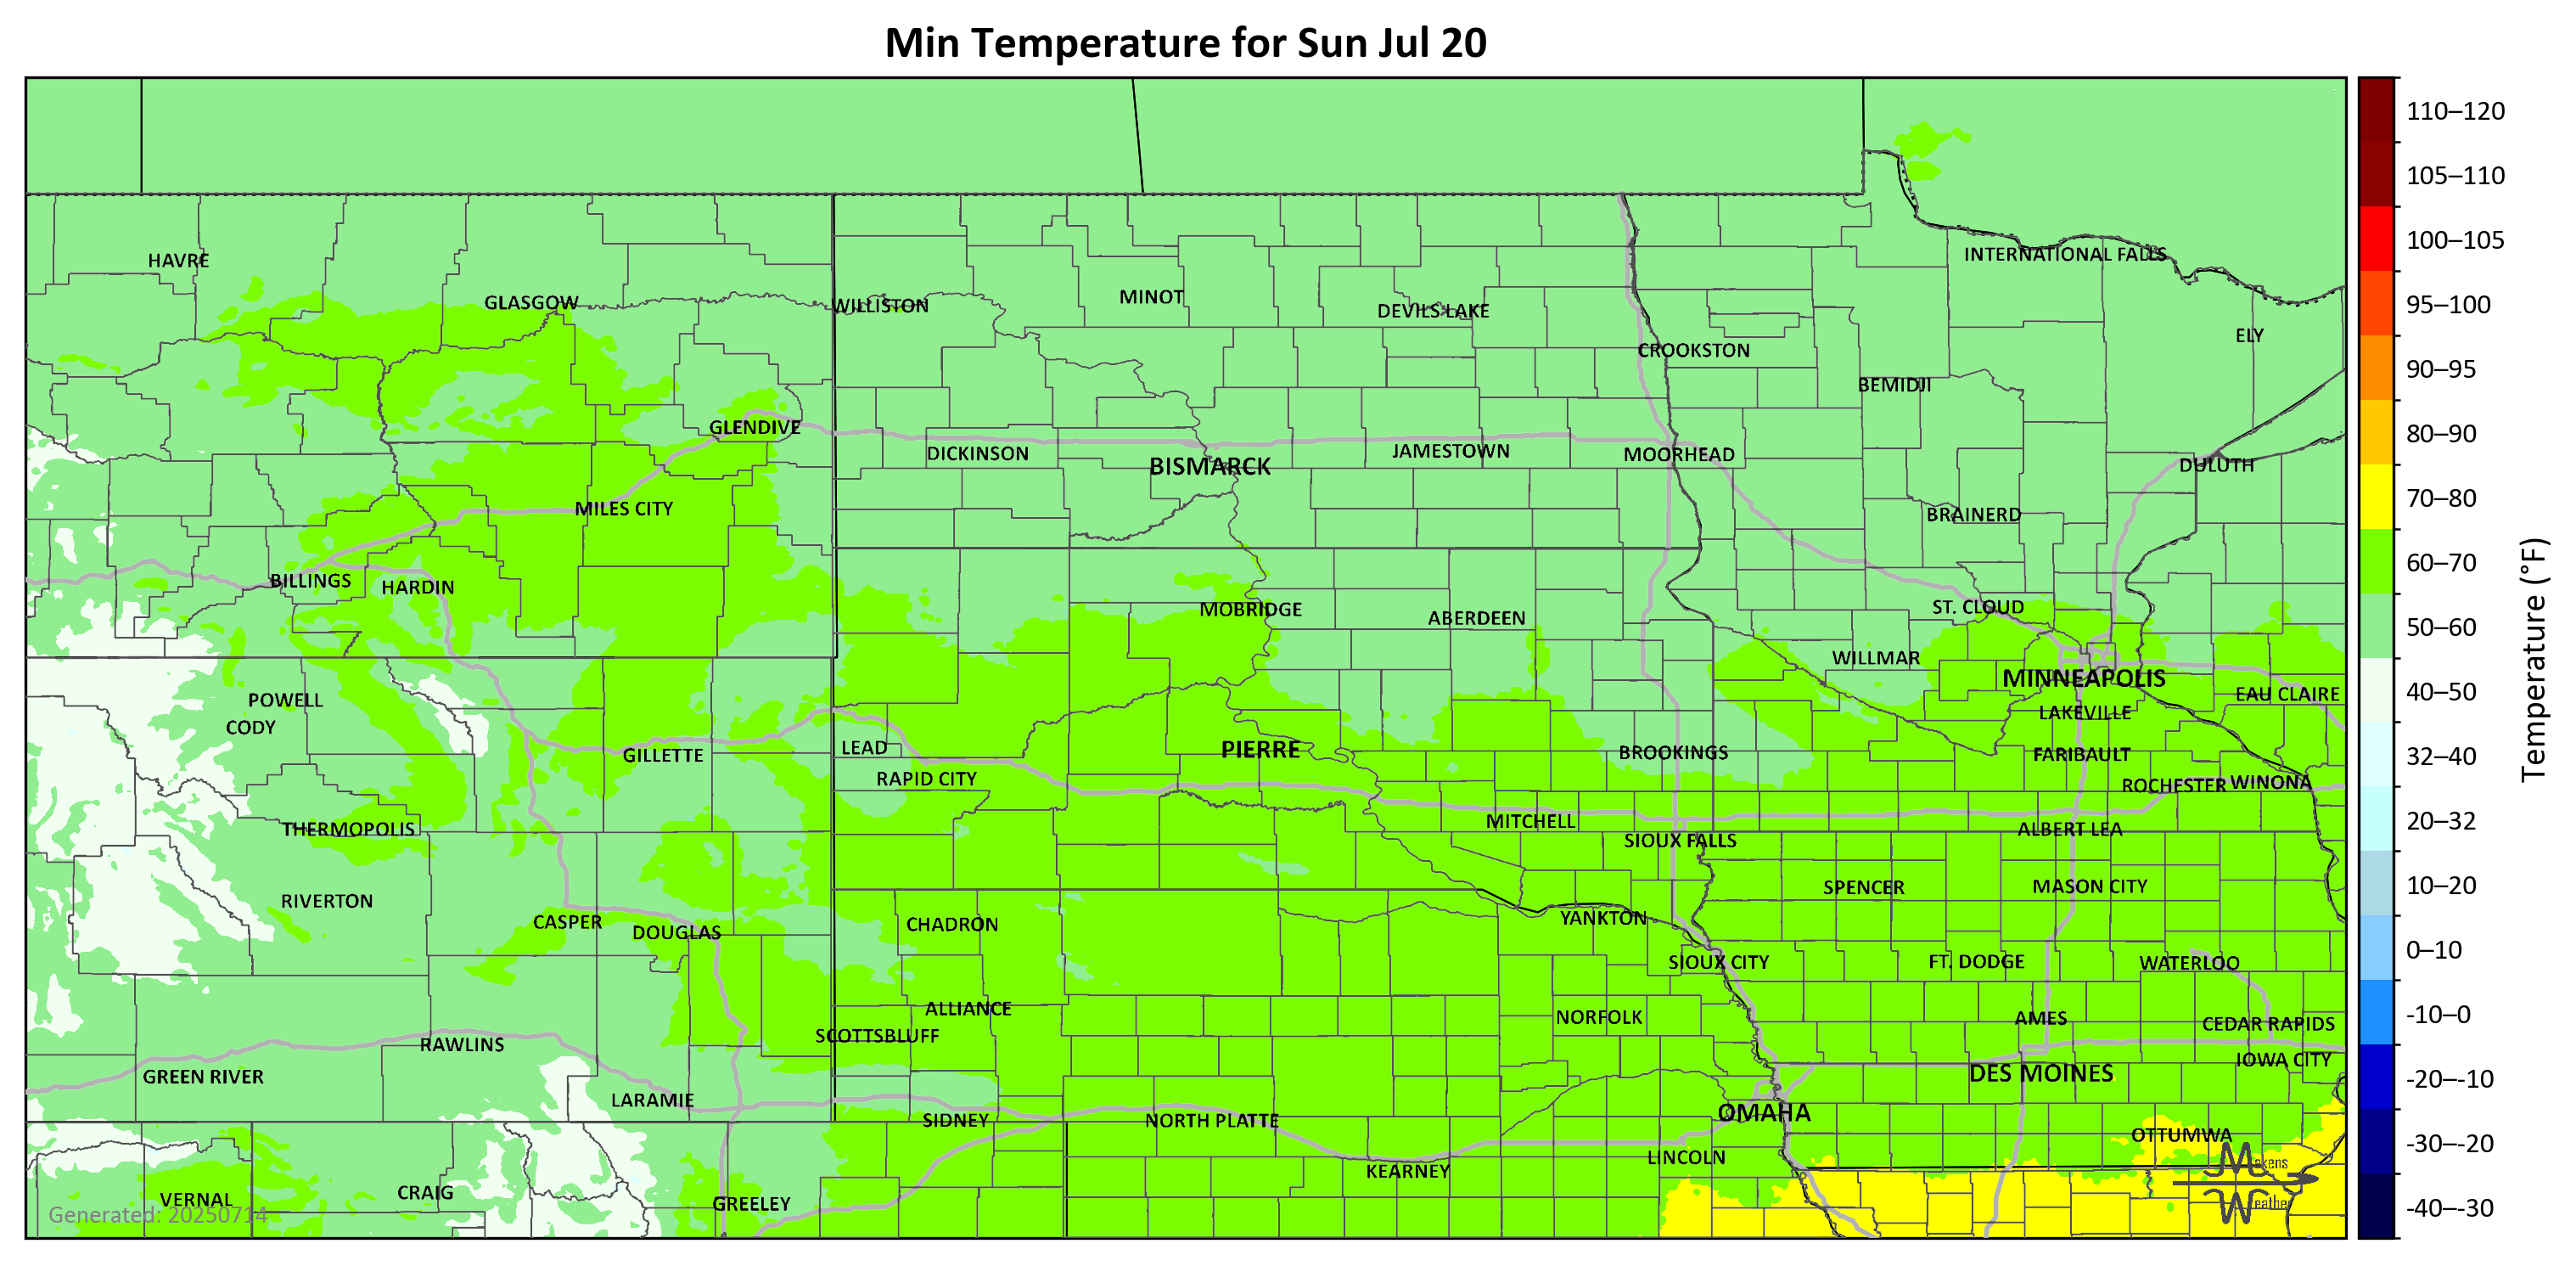 Min Temperature for Sun Jul 20
110–120
105–110
100–105
95–100
90–95
80–90
70–80
60–70
50–60
40–50
32–40
20–32
10–20
0–10
-10–0
-20–-10
-30–-20
-40–-30
Temperature (°F)
HAVRE
INTERNATIONAL FALLS
GLASGOW
WILLISTON
MINOT
DEVILS LAKE
ELY
CROOKSTON
BEMIDJI
GLENDIVE
DICKINSON
BISMARCK
JAMESTOWN
MOORHEAD
DULUTH
MILES CITY
BRAINERD
BILLINGS
HARDIN
MOBRIDGE
ABERDEEN
ST. CLOUD
WILLMAR
MINNEAPOLIS
EAU CLAIRE
POWELL
CODY
LAKEVILLE
GILLETTE
LEAD
PIERRE
BROOKINGS
FARIBAULT
RAPID CITY
ROCHESTER
WINONA
THERMOPOLIS
MITCHELL
SIOUX FALLS
ALBERT LEA
RIVERTON
SPENCER
MASON CITY
CASPER
DOUGLAS
CHADRON
YANKTON
SIOUX CITY
FT. DODGE
WATERLOO
ALLIANCE
NORFOLK
AMES
CEDAR RAPIDS
SCOTTSBLUFF
RAWLINS
IOWA CITY
GREEN RIVER
DES MOINES
LARAMIE
SIDNEY
NORTH PLATTE
OMAHA
OTTUMWA
LINCOLN
KEARNEY
VERNAL
CRAIG
GREELEY
Generated: 20250714
Makens
Weather